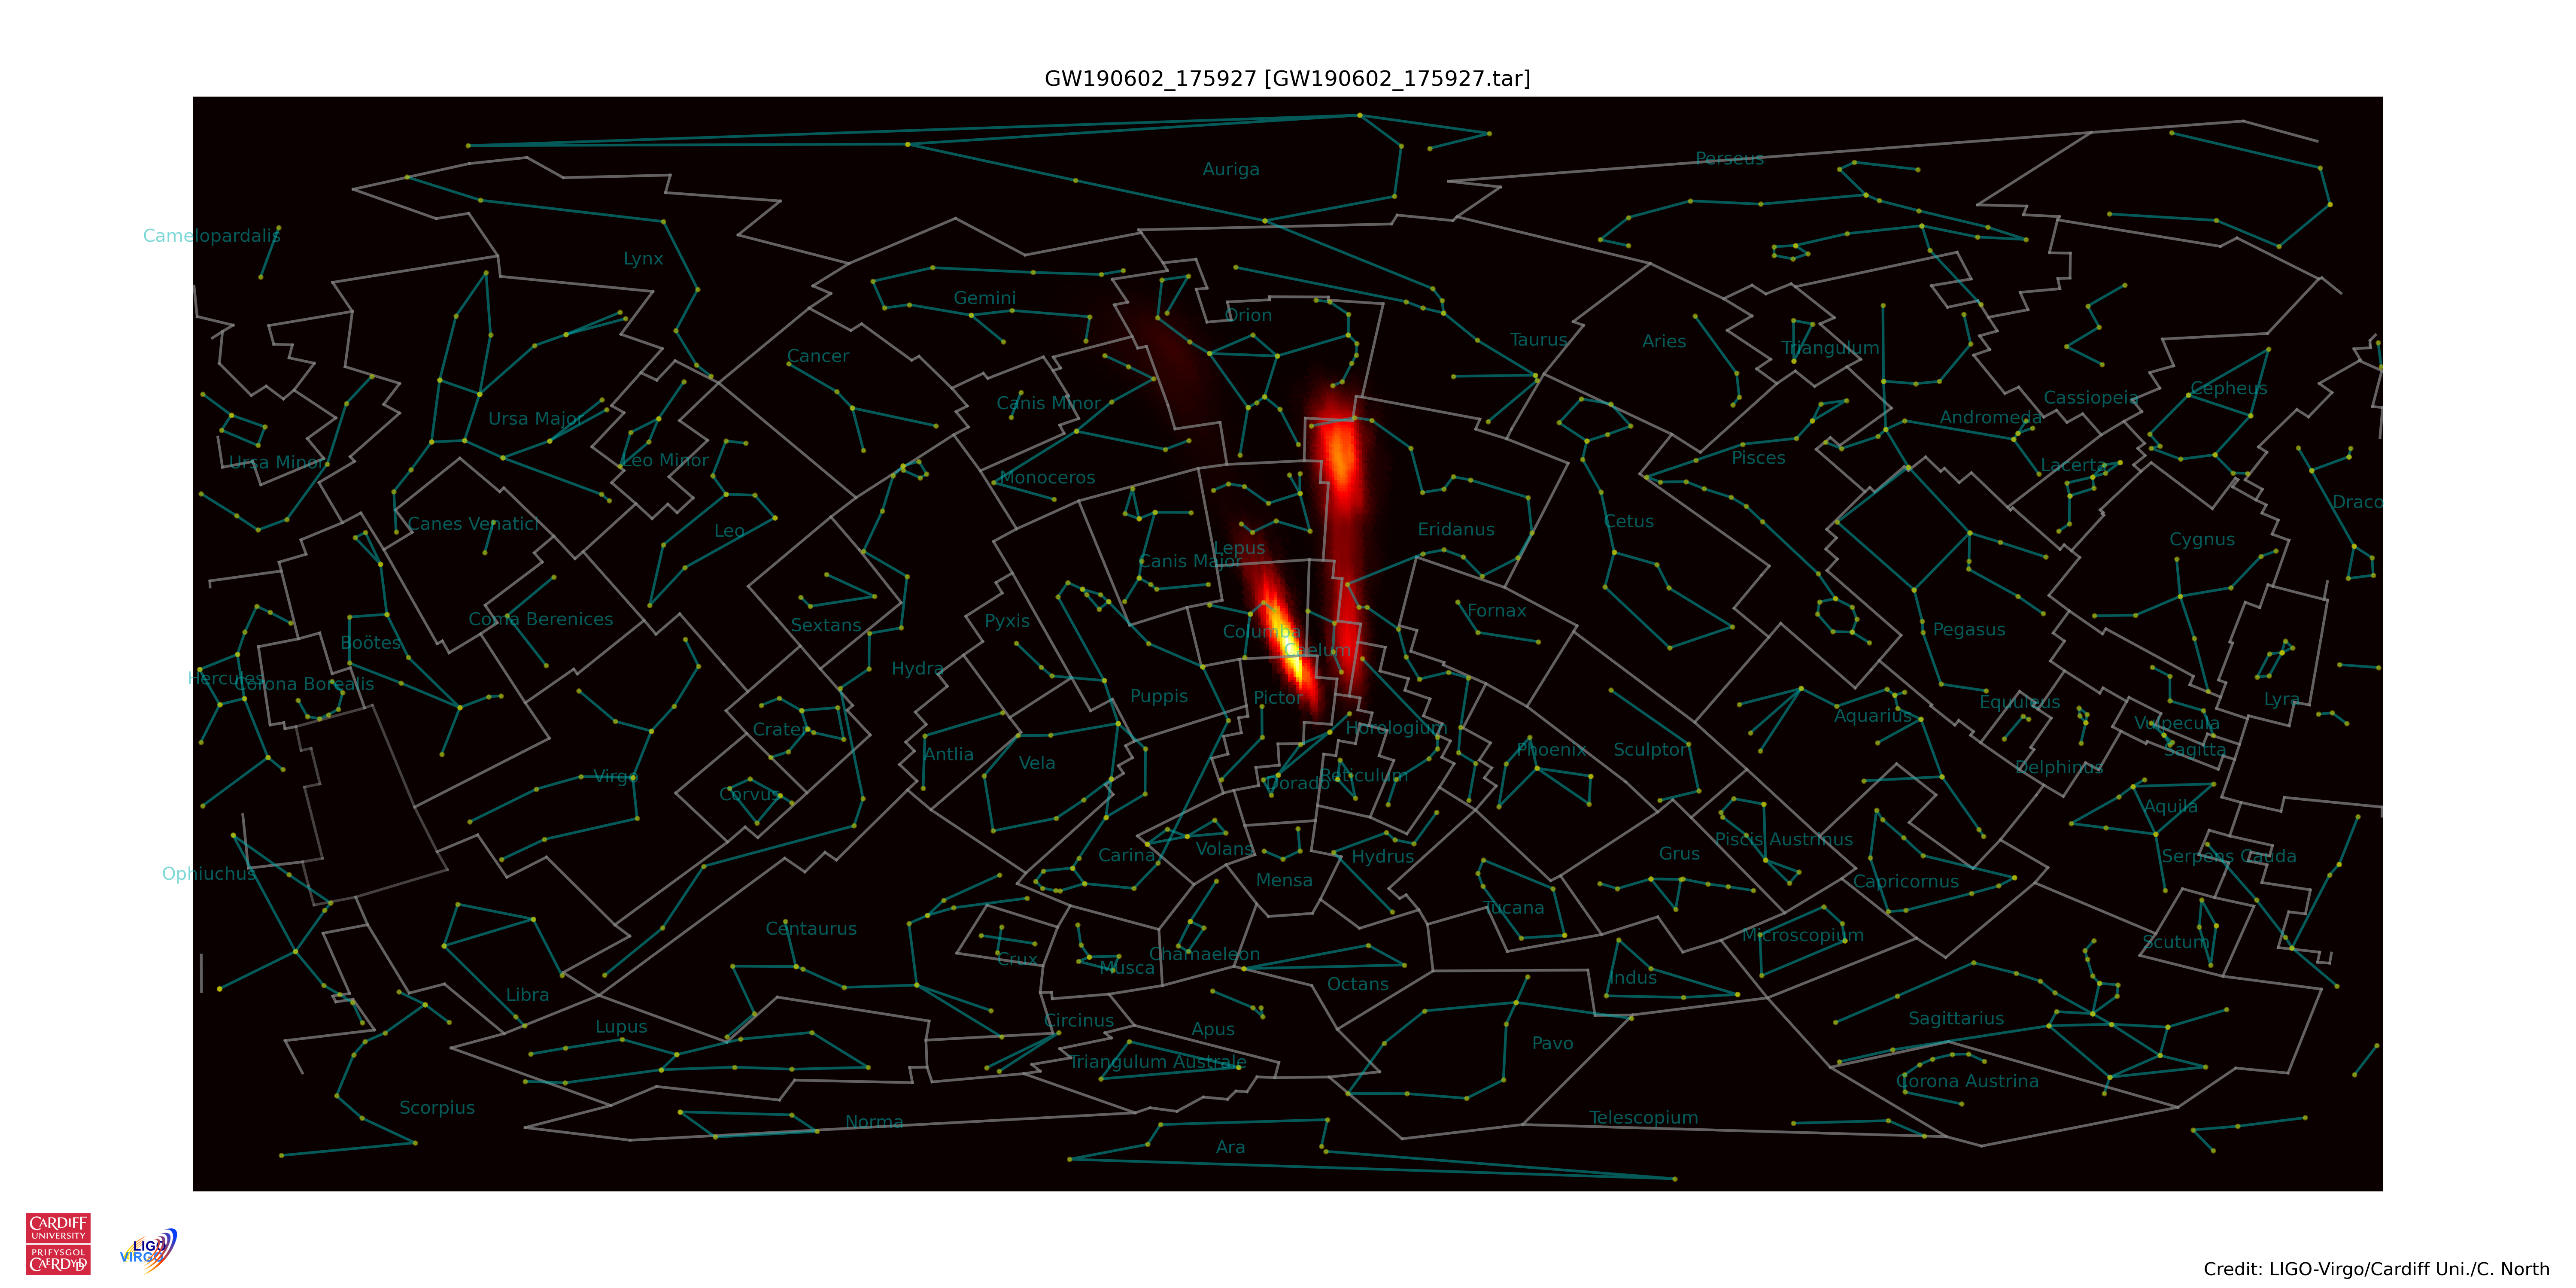 GW190602_175927 [GW190602_175927.tar]
Perseus
Auriga
Camelopardalis
Lynx
Gemini
Orion
Taurus
Aries
Triangulum
Cancer
Canis Minor
Cassiopeia
Cepheus
Ursa Major
Andromeda
Ursa Minor
Leo Minor
Monoceros
Pisces
Lacerta
Draco
Canes Venatici
Leo
Eridanus
Cetus
Cygnus
Lepus
Canis Major
Fornax
Coma Berenices
Pyxis
Sextans
Columba
Pegasus
Boötes
Caelum
Hydra
Hercules
Corona Borealis
Puppis
Pictor
Equuleus
Lyra
Aquarius
Crater
Horologium
Vulpecula
Antlia
Vela
Phoenix
Sculptor
Sagitta
Virgo
Dorado
Reticulum
Delphinus
Corvus
Aquila
Piscis Austrinus
Carina
Volans
Hydrus
Grus
Serpens Cauda
Ophiuchus
Mensa
Capricornus
Tucana
Centaurus
Microscopium
Scutum
Crux
Musca
Chamaeleon
Octans
Indus
Libra
Lupus
Circinus
Apus
Sagittarius
Pavo
Triangulum Australe
Corona Austrina
Scorpius
Norma
Telescopium
Ara
CARDIFF
UNIVERSITY
PRIFYSGOL
CAERDYDD
LIGO
VIRGO
Credit: LIGO-Virgo/Cardiff Uni./C. North